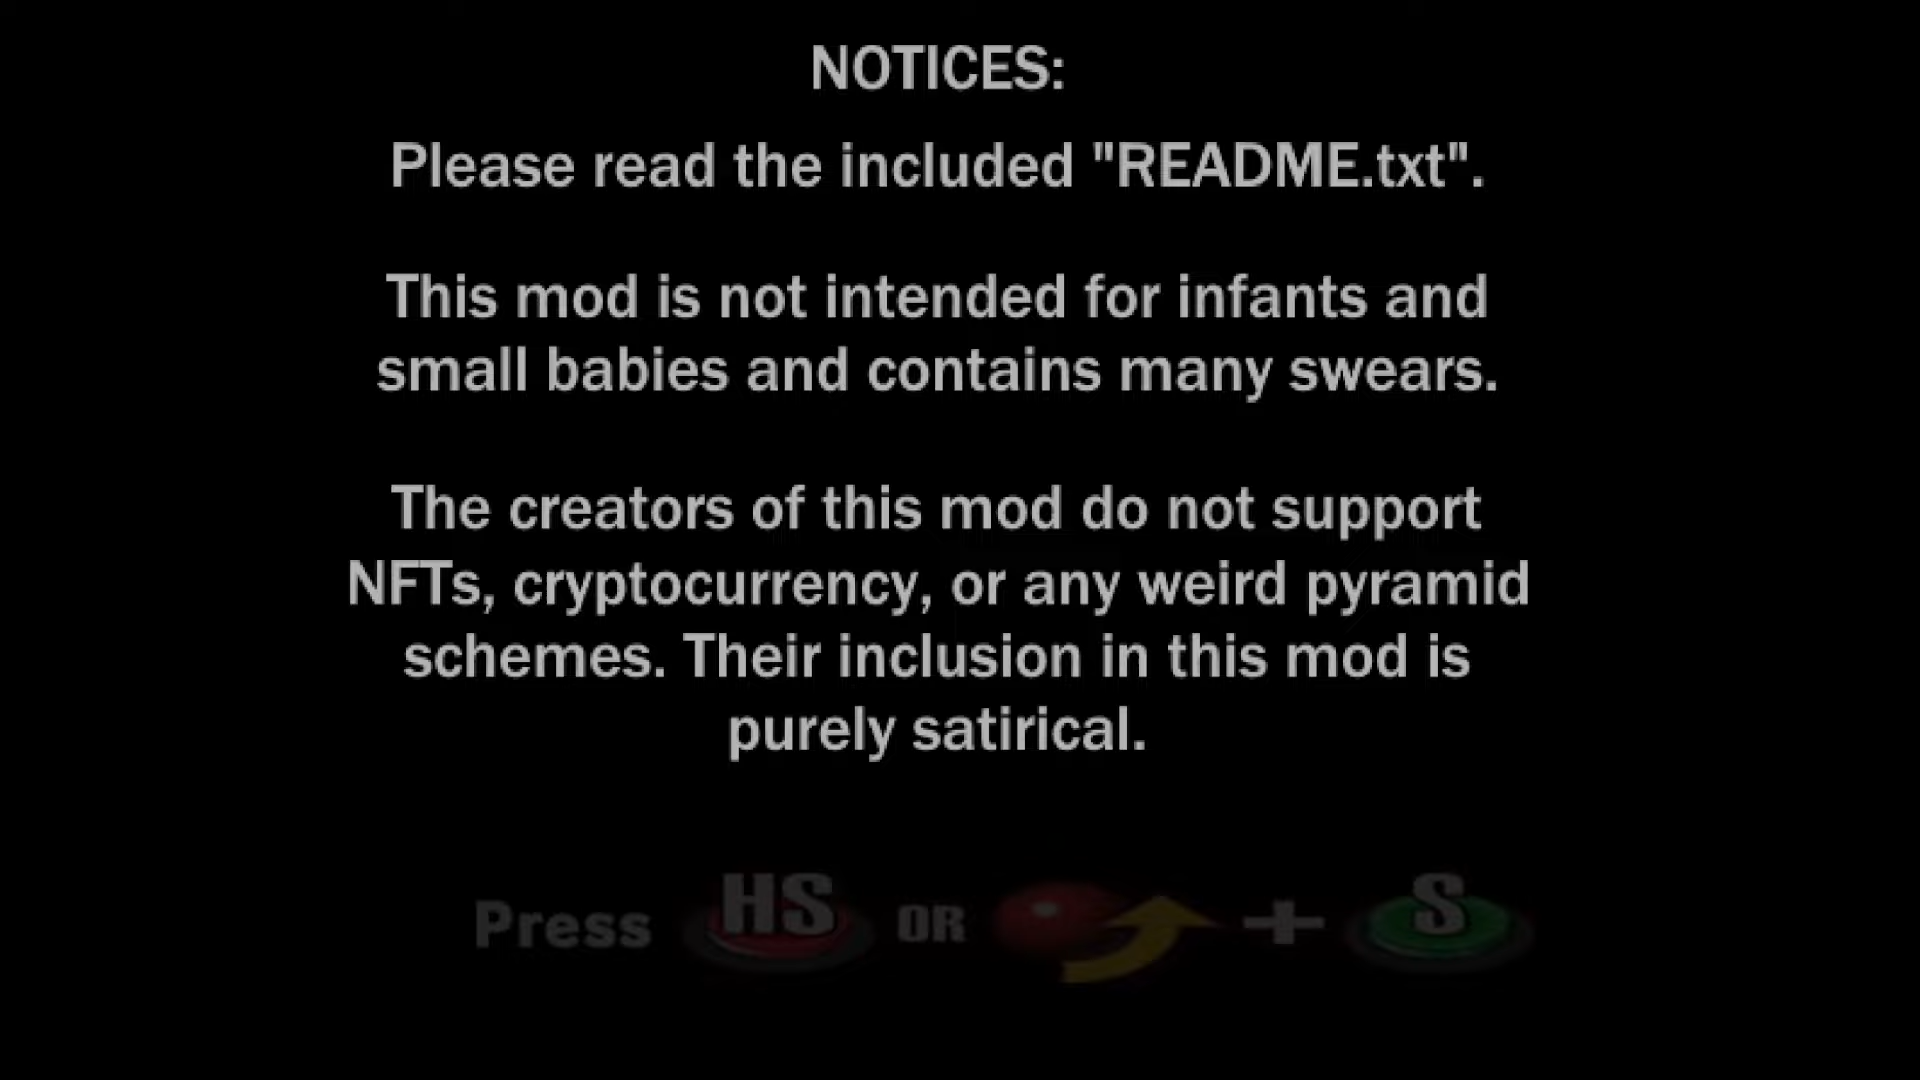 NOTICES:
Please read the included "README.txt".
This mod is not intended for infants and
small babies and contains many swears.
The creators of this mod do not support
NFTs, cryptocurrency, or any weird pyramid
schemes. Their inclusion in this mod is
purely satirical.
Press HS OR + S